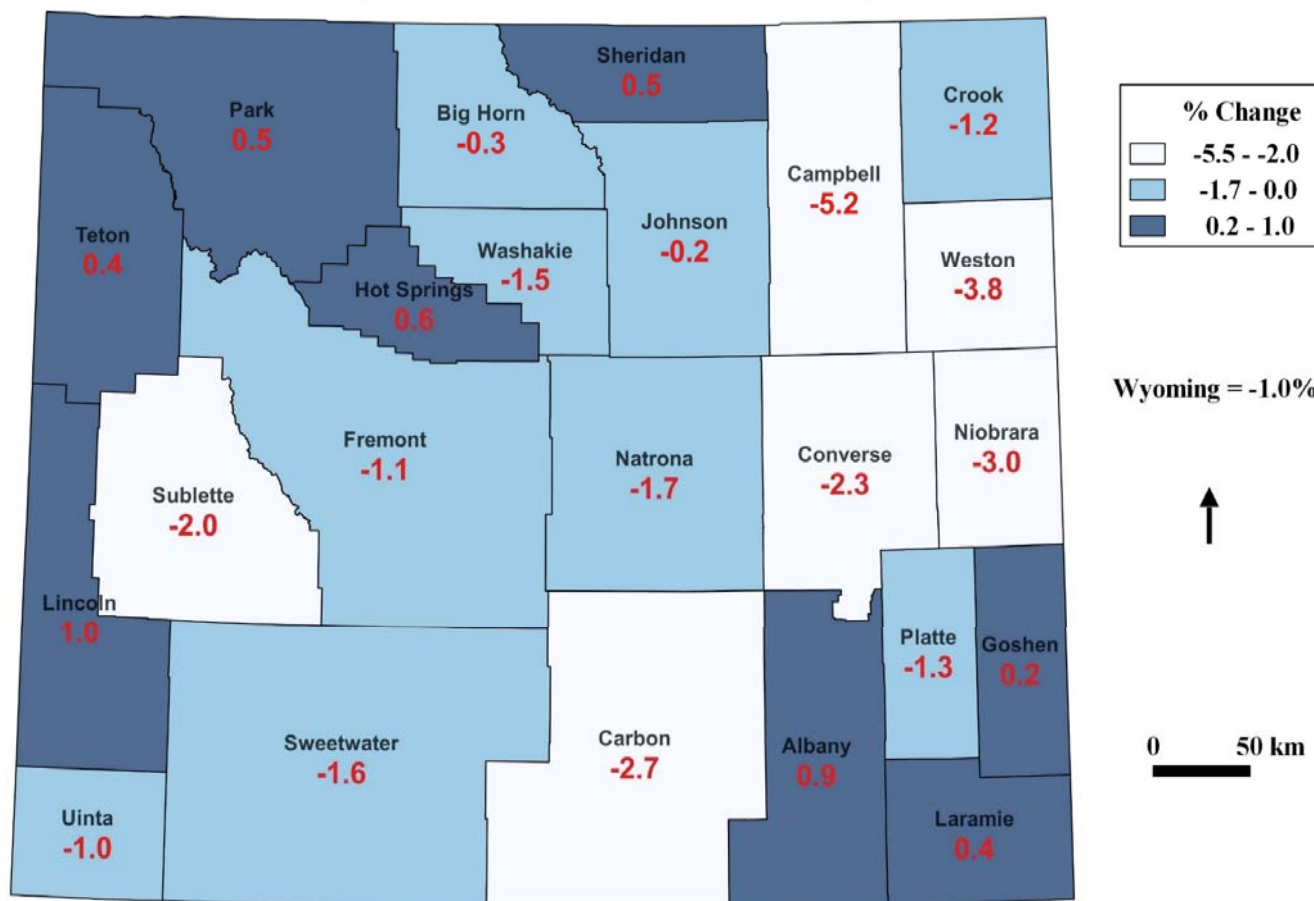 Sheridan
0.5
Park
0.5
Big Horn
-0.3
Crook
-1.2
Campbell
-5.2
Johnson
-0.2
Teton
0.4
Washakie
-1.5
Hot Springs
0.6
Weston
-3.8
Fremont
-1.1
Natrona
-1.7
Converse
-2.3
Niobrara
-3.0
Sublette
-2.0
Lincoln
1.0
Platte
-1.3
Goshen
0.2
Sweetwater
-1.6
Carbon
-2.7
Albany
0.9
Uinta
-1.0
Laramie
0.4
% Change
-5.5 - -2.0
-1.7 - 0.0
0.2 - 1.0
Wyoming = -1.0%
0 50 km